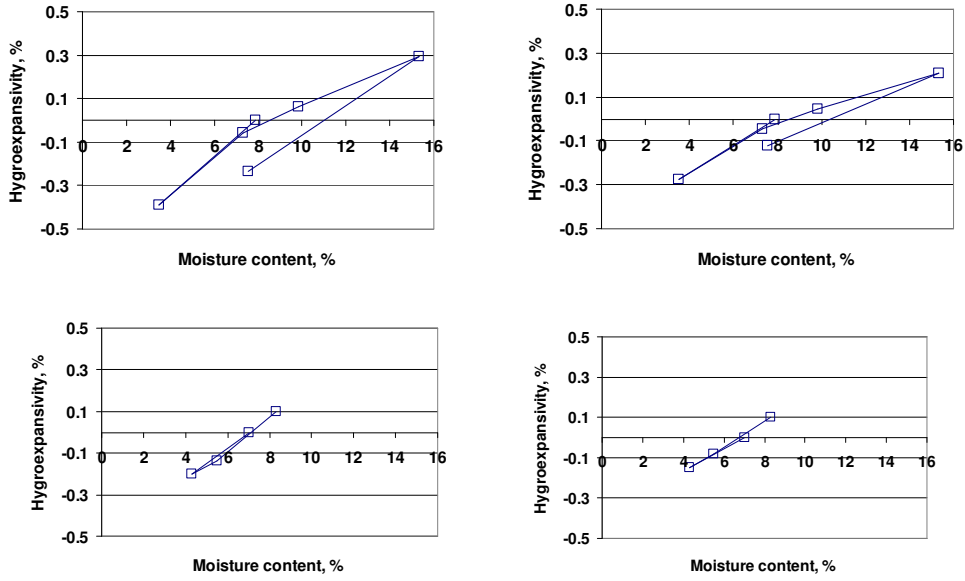 0.5
0.3
0.1
-0.1
-0.3
-0.5
0 2 4 6 8 10 12 14 16
Hygroexpansivity, %
Moisture content, %
0.5
0.3
0.1
-0.1
-0.3
-0.5
0 2 4 6 8 10 12 14 16
Hygroexpansivity, %
Moisture content, %
0.5
0.3
0.1
-0.1
-0.3
-0.5
0 2 4 6 8 10 12 14 16
Hygroexpansivity, %
Moisture content, %
0.5
0.3
0.1
-0.1
-0.3
-0.5
0 2 4 6 8 10 12 14 16
Hygroexpansivity, %
Moisture content, %